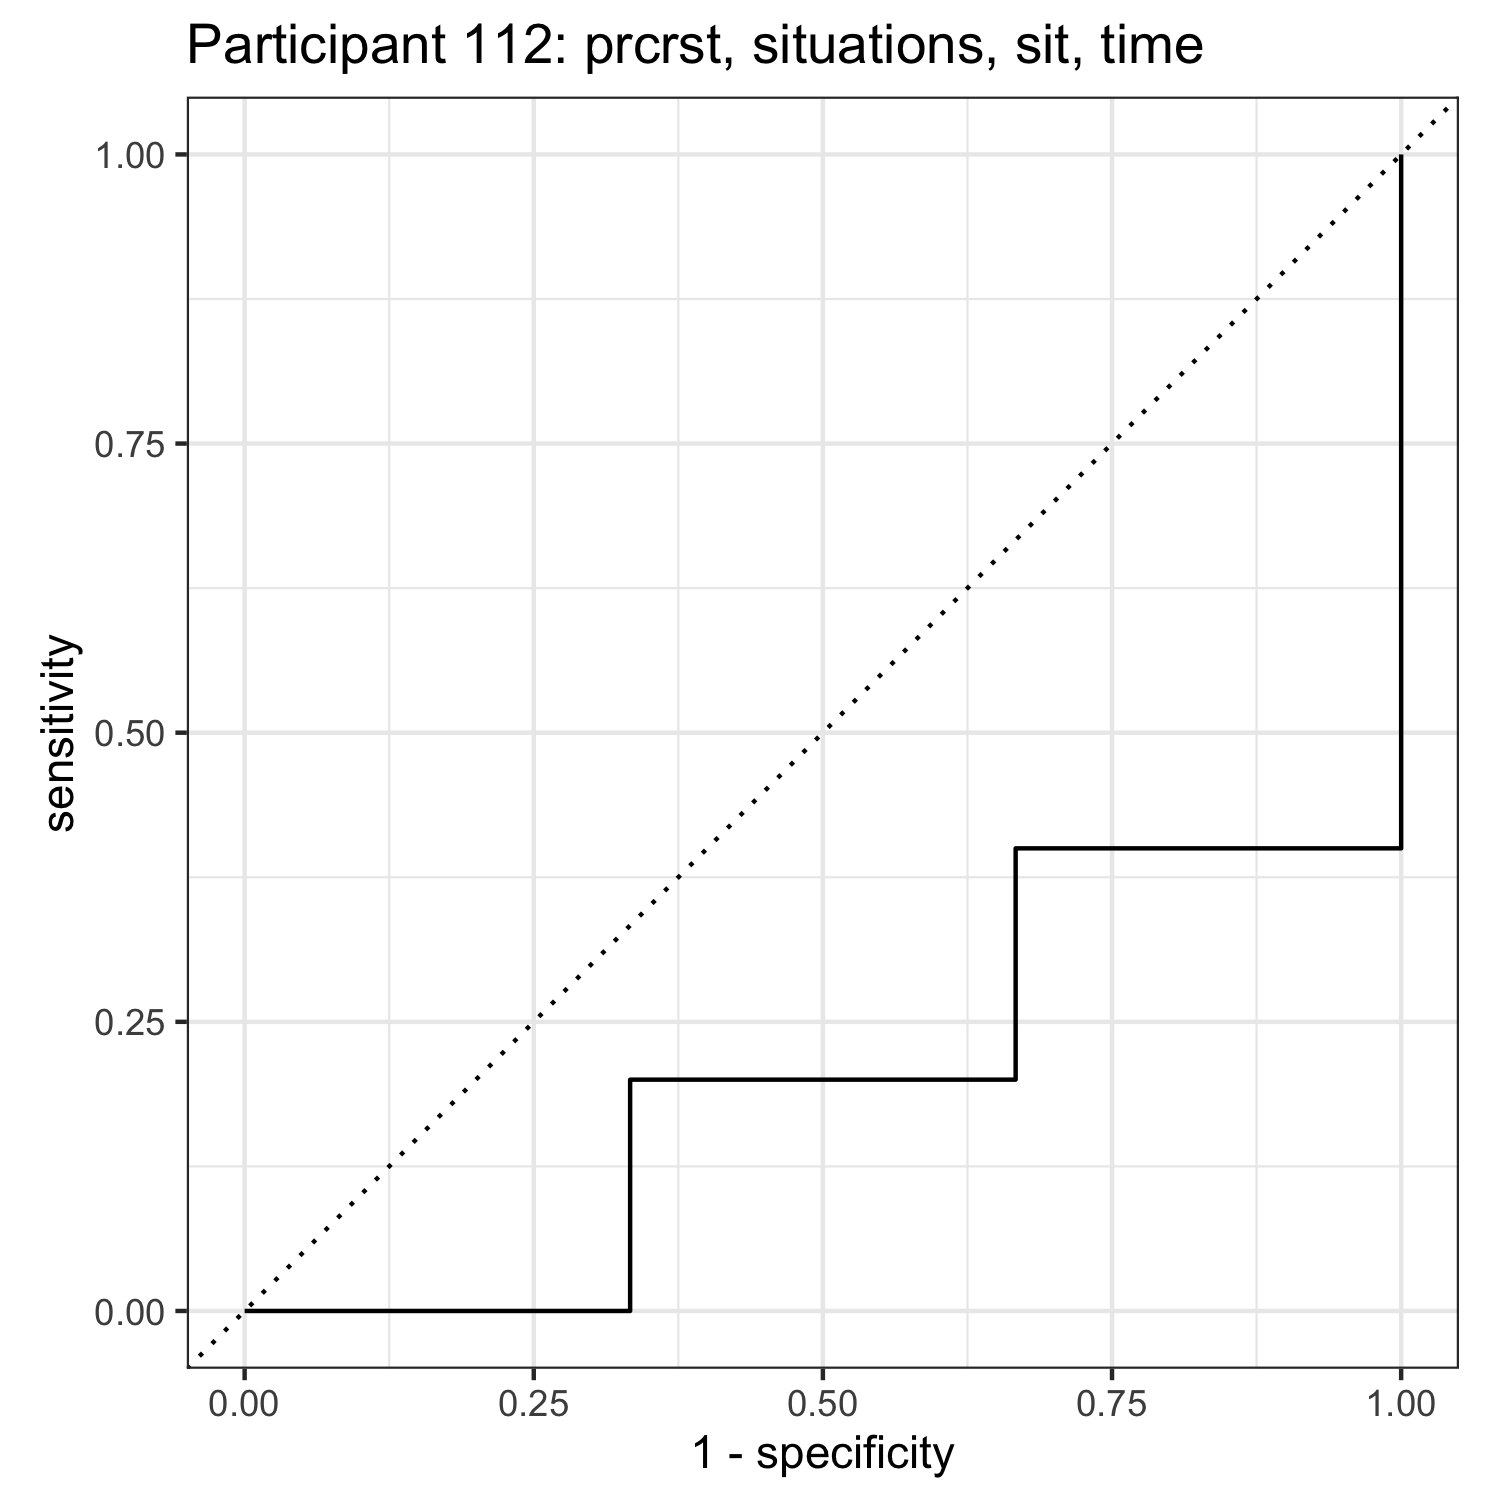 Participant 112: prcrst, situations, sit, time
1.00
0.75
0.50
0.25
0.00
sensitivity
0.00 0.25 0.50 0.75 1.00
1 - specificity